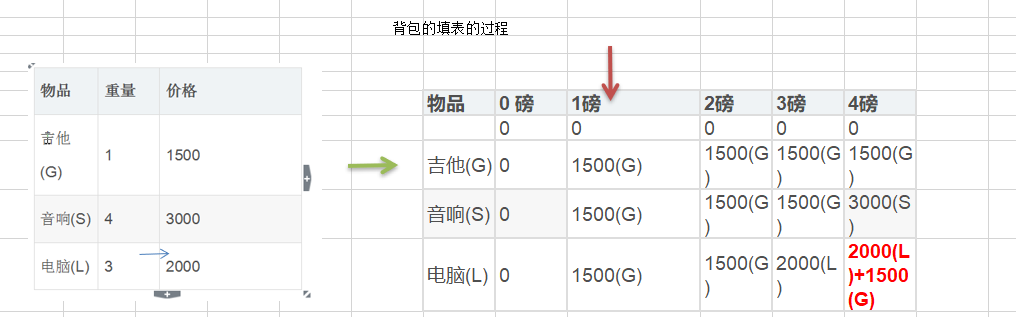 背包的填表的过程
物品 重量 价格
吉他
(G) 1 1500
音响(S) 4 3000
电脑(L) 3 2000
物品 0 磅 1磅 2磅 3磅 4磅
0 0 0 0 0
吉他(G) 0 1500(G) 1500(G) 1500(G) 1500(G)
音响(S) 0 1500(G) 1500(G) 1500(G) 3000(S)
电脑(L) 0 1500(G) 1500(G) 2000(L) 2000(L)+1500(G)